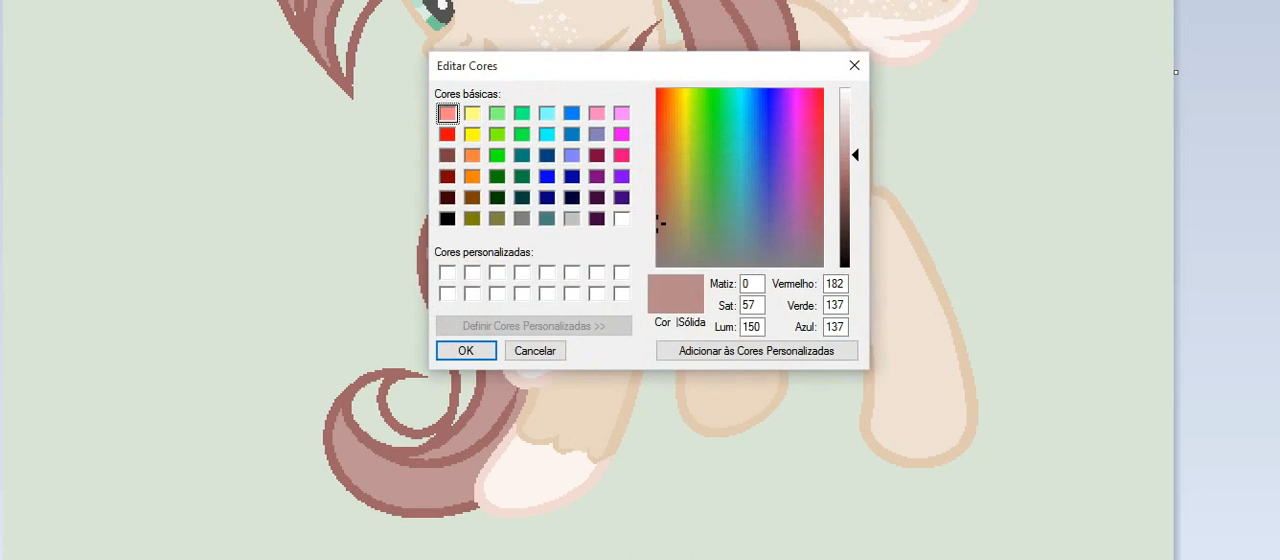 Editar Cores
Cores básicas:
Cores personalizadas:
Definir Cores Personalizadas >>
OK
Cancelar
Cor |Sólida
Matiz: 0
Sat: 57
Lum: 150
Vermelho: 182
Verde: 137
Azul: 137
Adicionar às Cores Personalizadas